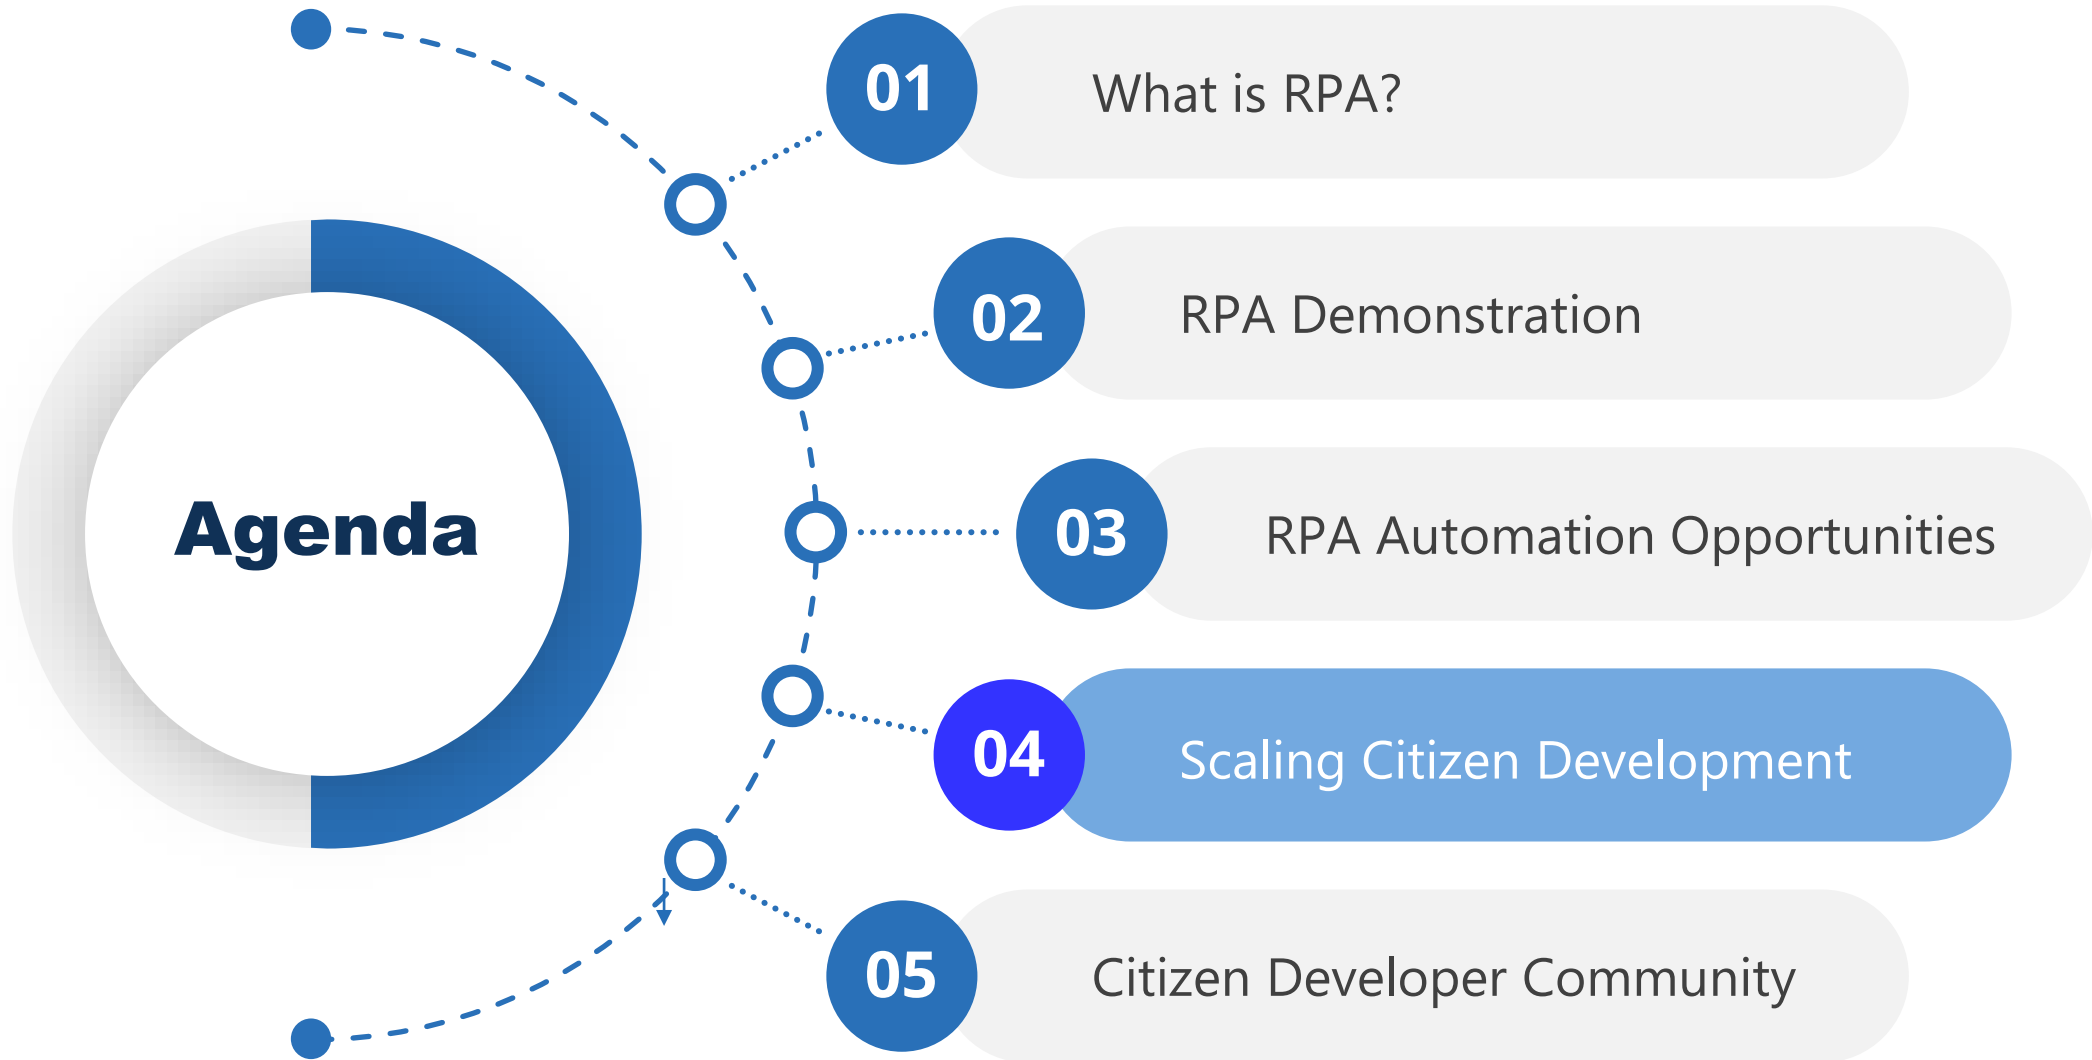 Agenda
01
What is RPA?
02
RPA Demonstration
03
RPA Automation Opportunities
04
Scaling Citizen Development
05
Citizen Developer Community